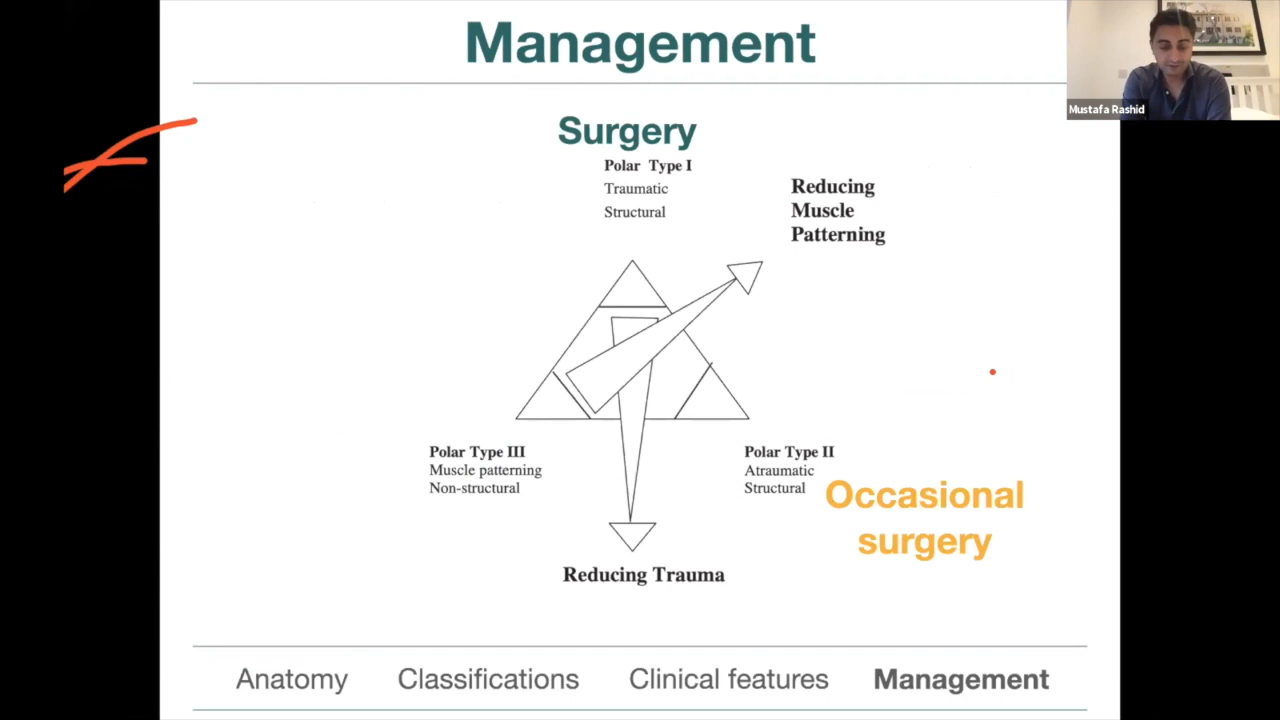 Management
Mustafa Rashid
Surgery
Polar Type I
Traumatic
Structural
Reducing
Muscle
Patterning
Polar Type III
Muscle patterning
Non-structural
Polar Type II
Atraumatic
Structural
Occasional
surgery
Reducing Trauma
Anatomy Classifications Clinical features Management